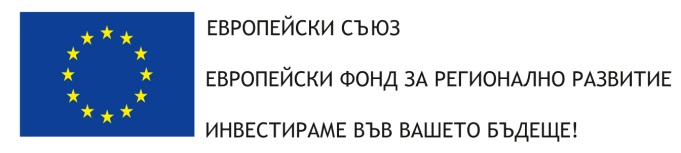 ЕВРОПЕЙСКИ СЪЮЗ
ЕВРОПЕЙСКИ ФОНД ЗА РЕГИОНАЛНО РАЗВИТИЕ
ИНВЕСТИРАМЕ ВЪВ ВАШЕТО БЪДЕЩЕ!